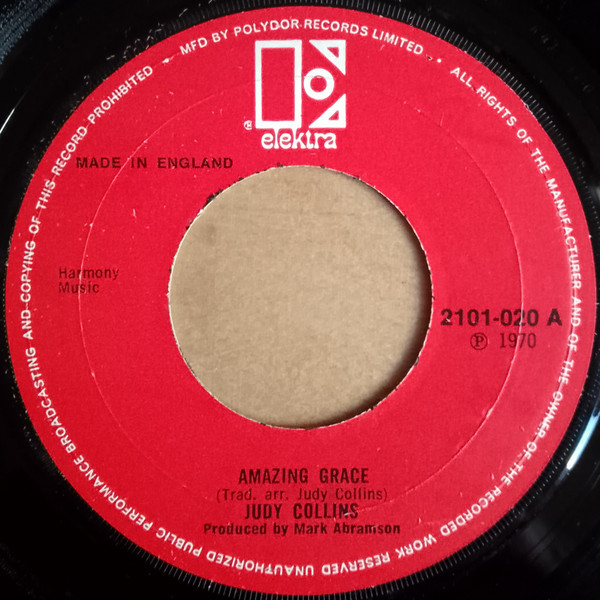 MFD BY POLYDOR RECORDS LIMITED • ALL RIGHTS OF THE MANUFACTURER AND OF THE OWNER OF THE RECORDED WORK RESERVED UNAUTHORIZED PUBLIC PERFORMANCE BROADCASTING AND COPYING OF THIS RECORD PROHIBITED •
® elektra
MADE IN ENGLAND
Harmony
Music
2101-020 A
℗ 1970
AMAZING GRACE
(Trad. arr. Judy Collins)
JUDY COLLINS
Produced by Mark Abramson